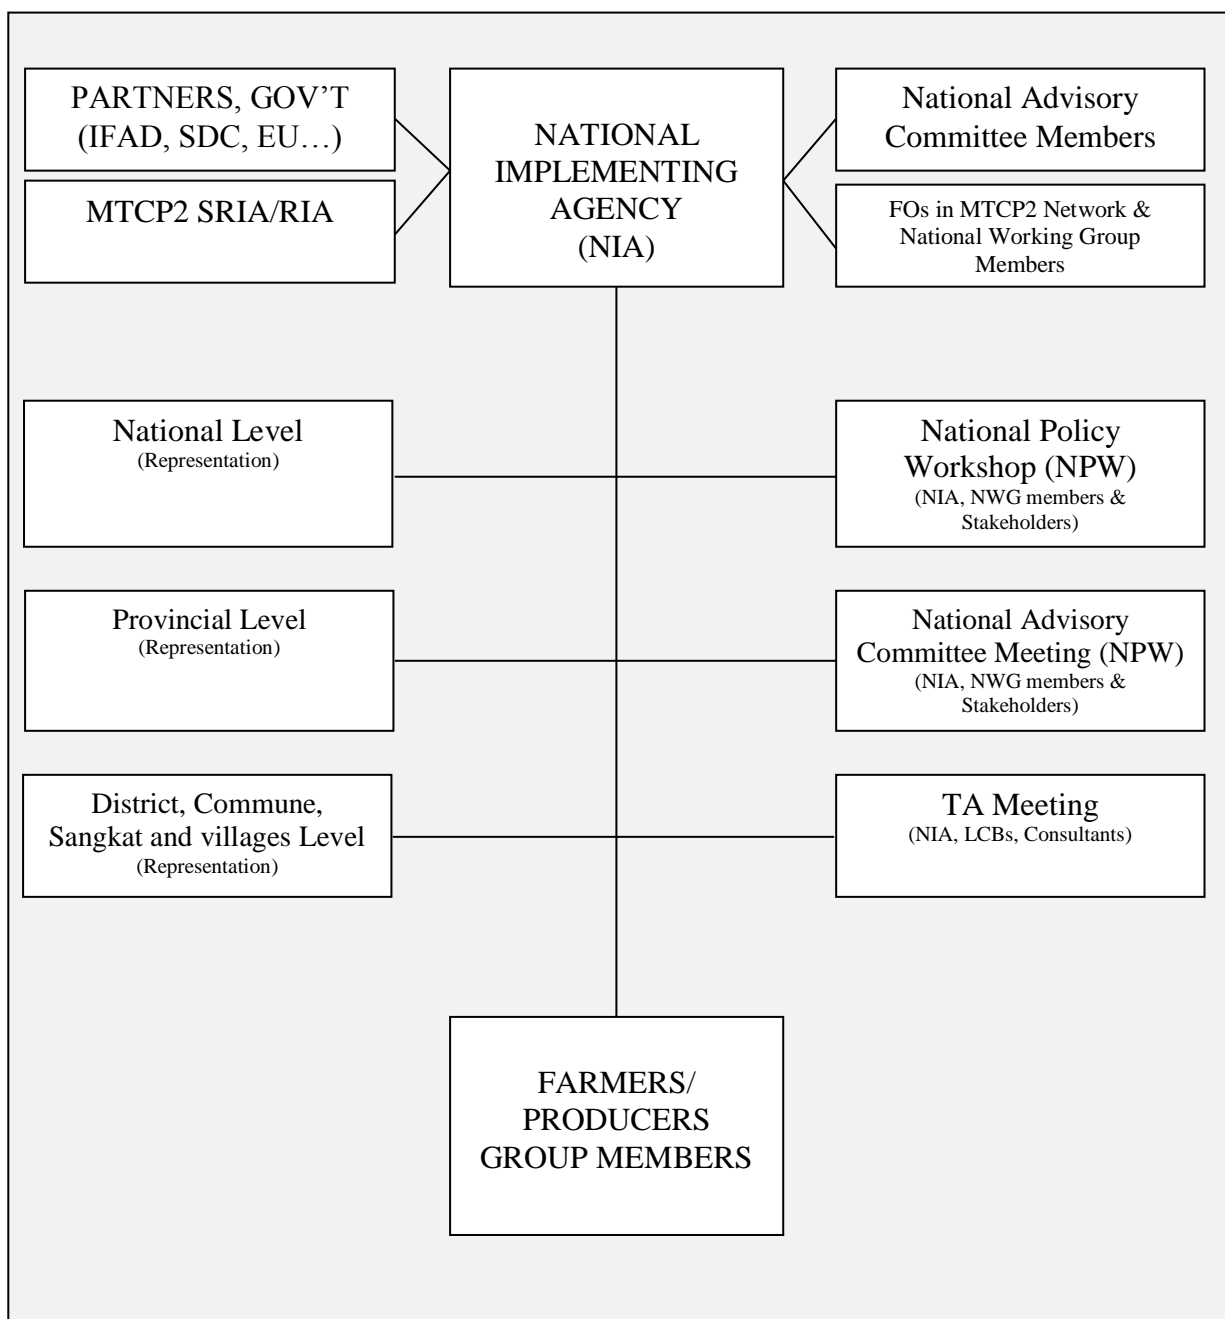 PARTNERS, GOV’T
(IFAD, SDC, EU…)
MTCP2 SRIA/RIA
NATIONAL
IMPLEMENTING
AGENCY
(NIA)
National Advisory
Committee Members
FOs in MTCP2 Network &
National Working Group
Members
National Level
(Representation)
National Policy
Workshop (NPW)
(NIA, NWG members &
Stakeholders)
Provincial Level
(Representation)
National Advisory
Committee Meeting (NPW)
(NIA, NWG members &
Stakeholders)
District, Commune,
Sangkat and villages Level
(Representation)
TA Meeting
(NIA, LCBs, Consultants)
FARMERS/
PRODUCERS
GROUP MEMBERS